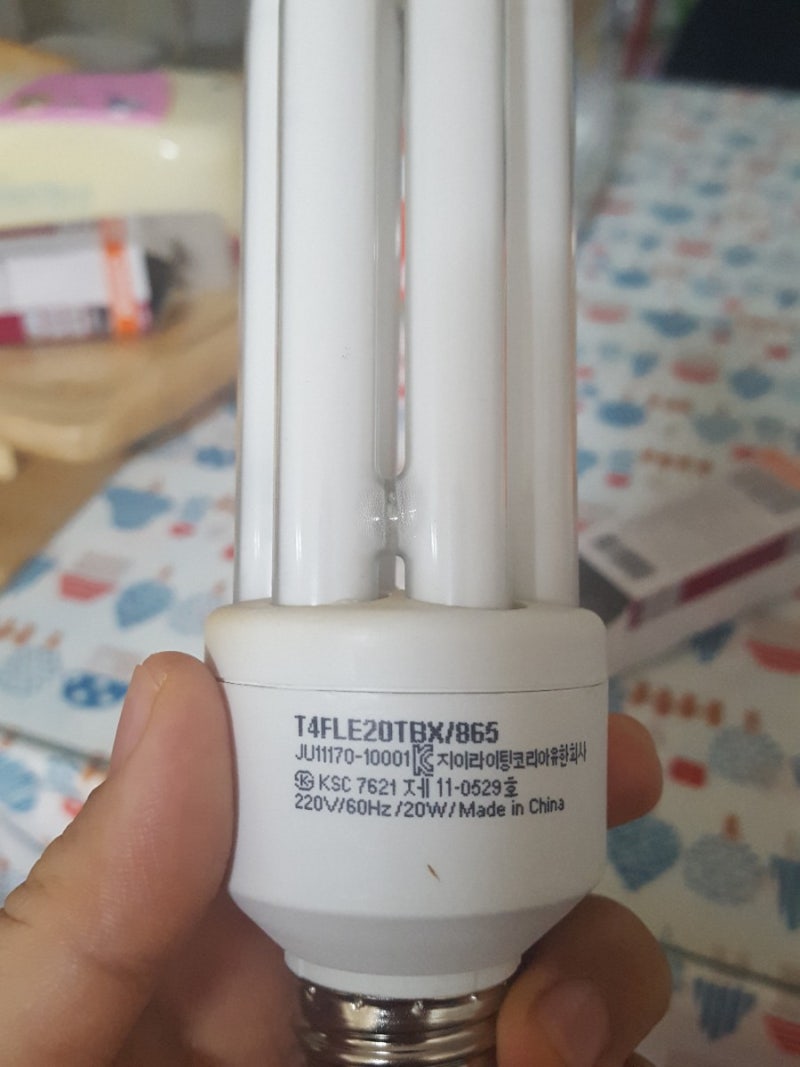 T4FLE20TBX/865
JU11170-10001 지이라이팅코리아유한회사
KSC 7621 제 11-0529호
220V/60Hz/20W/Made in China